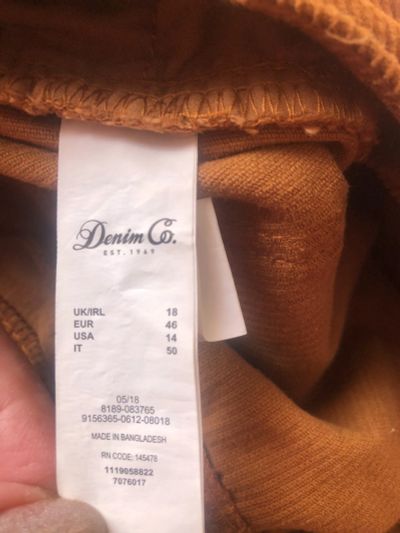 Denim Co.
EST. 1969
UK/IRL 18
EUR 46
USA 14
IT 50
05/18
8189-083765
9156365-0612-08018
MADE IN BANGLADESH
RN CODE: 145478
1119058822
7076017